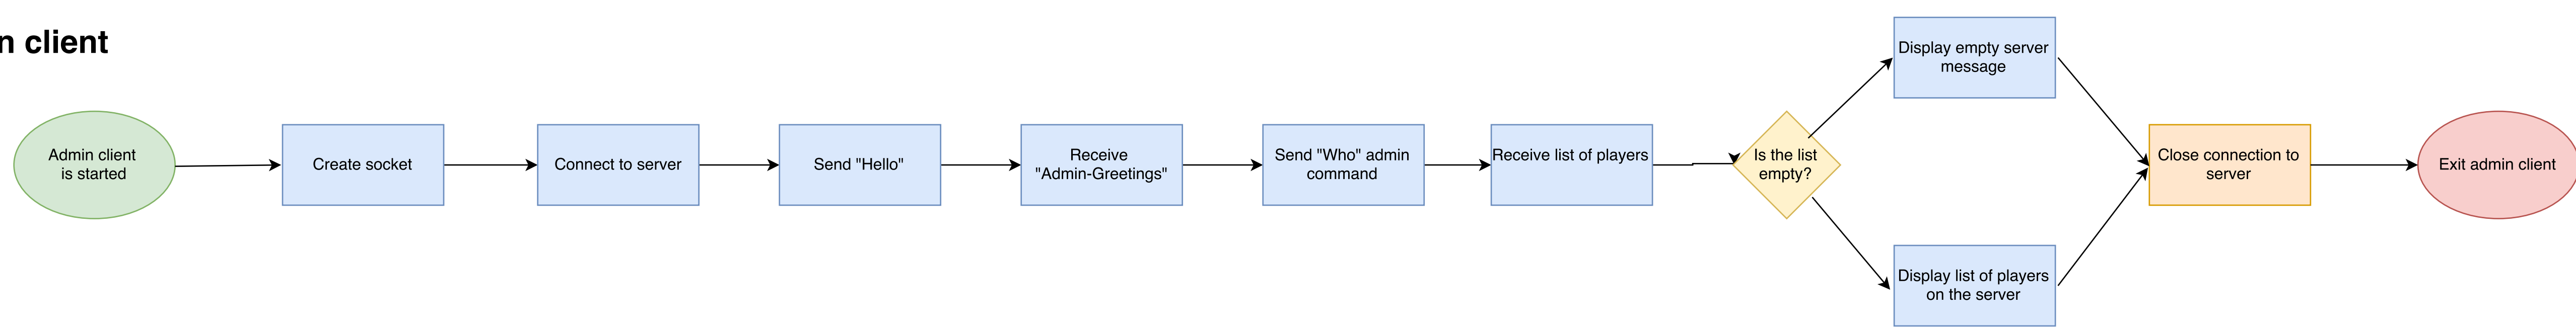 n client
Admin client
is started
Create socket
Connect to server
Send "Hello"
Receive
"Admin-Greetings"
Send "Who" admin
command
Receive list of players
Is the list
empty?
Display empty server
message
Display list of players
on the server
Close connection to
server
Exit admin client